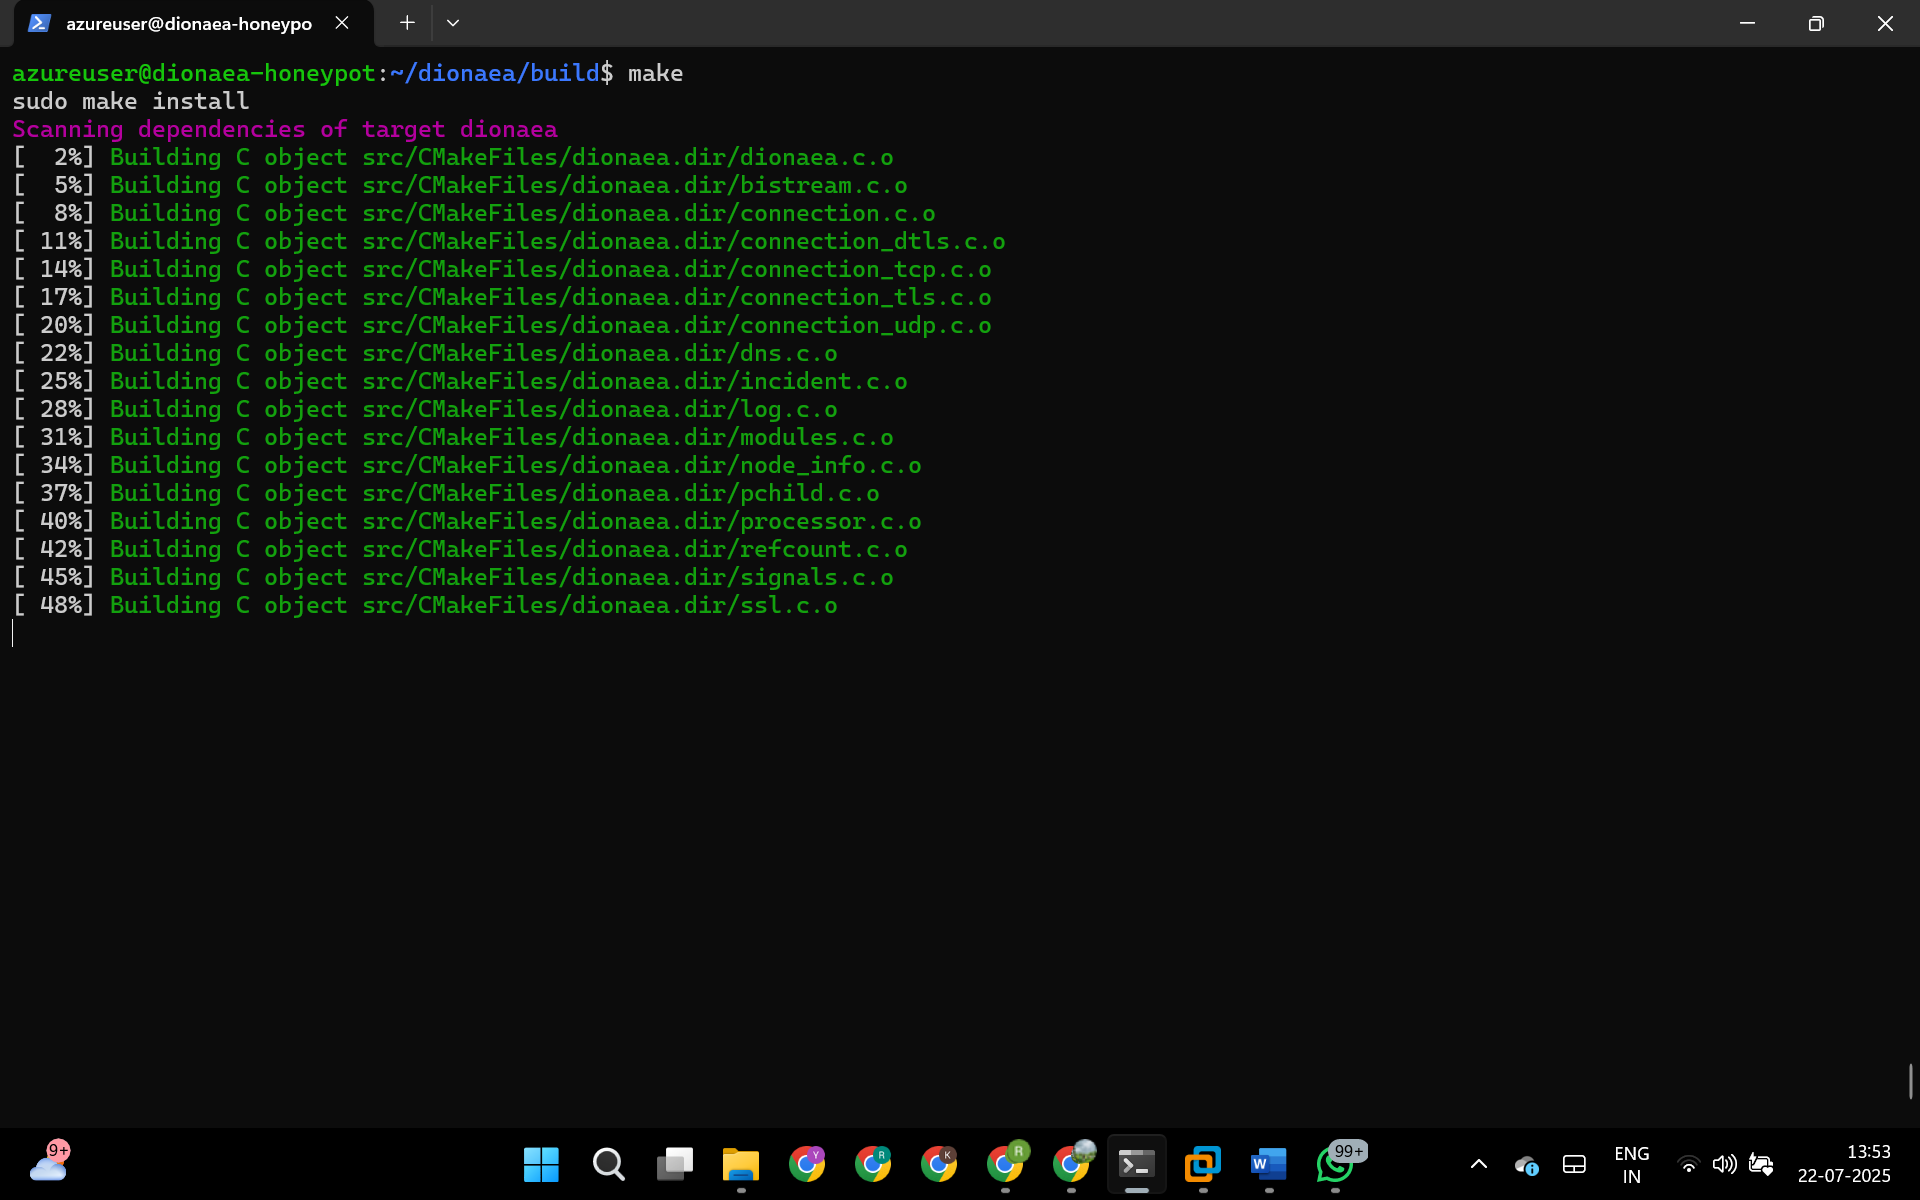 azureuser@dionaea-honeypo
azureuser@dionaea-honeypot:~/dionaea/build$ make
sudo make install
Scanning dependencies of target dionaea
[  2%] Building C object src/CMakeFiles/dionaea.dir/dionaea.c.o
[  5%] Building C object src/CMakeFiles/dionaea.dir/bistream.c.o
[  8%] Building C object src/CMakeFiles/dionaea.dir/connection.c.o
[ 11%] Building C object src/CMakeFiles/dionaea.dir/connection_dtls.c.o
[ 14%] Building C object src/CMakeFiles/dionaea.dir/connection_tcp.c.o
[ 17%] Building C object src/CMakeFiles/dionaea.dir/connection_tls.c.o
[ 20%] Building C object src/CMakeFiles/dionaea.dir/connection_udp.c.o
[ 22%] Building C object src/CMakeFiles/dionaea.dir/dns.c.o
[ 25%] Building C object src/CMakeFiles/dionaea.dir/incident.c.o
[ 28%] Building C object src/CMakeFiles/dionaea.dir/log.c.o
[ 31%] Building C object src/CMakeFiles/dionaea.dir/modules.c.o
[ 34%] Building C object src/CMakeFiles/dionaea.dir/node_info.c.o
[ 37%] Building C object src/CMakeFiles/dionaea.dir/pchild.c.o
[ 40%] Building C object src/CMakeFiles/dionaea.dir/processor.c.o
[ 42%] Building C object src/CMakeFiles/dionaea.dir/refcount.c.o
[ 45%] Building C object src/CMakeFiles/dionaea.dir/signals.c.o
[ 48%] Building C object src/CMakeFiles/dionaea.dir/ssl.c.o
9+
Y
R
K
R
W
99+
ENG
IN
13:53
22-07-2025